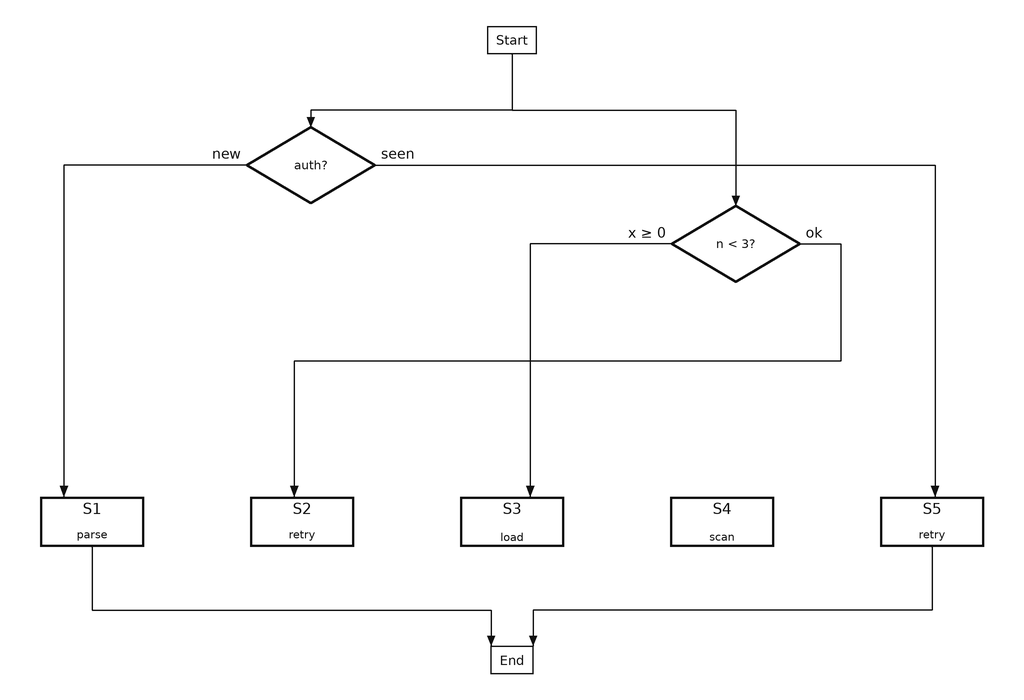 Start
new
auth?
seen
x ≥ 0
n < 3?
ok
S1
parse
S2
retry
S3
load
S4
scan
S5
retry
End